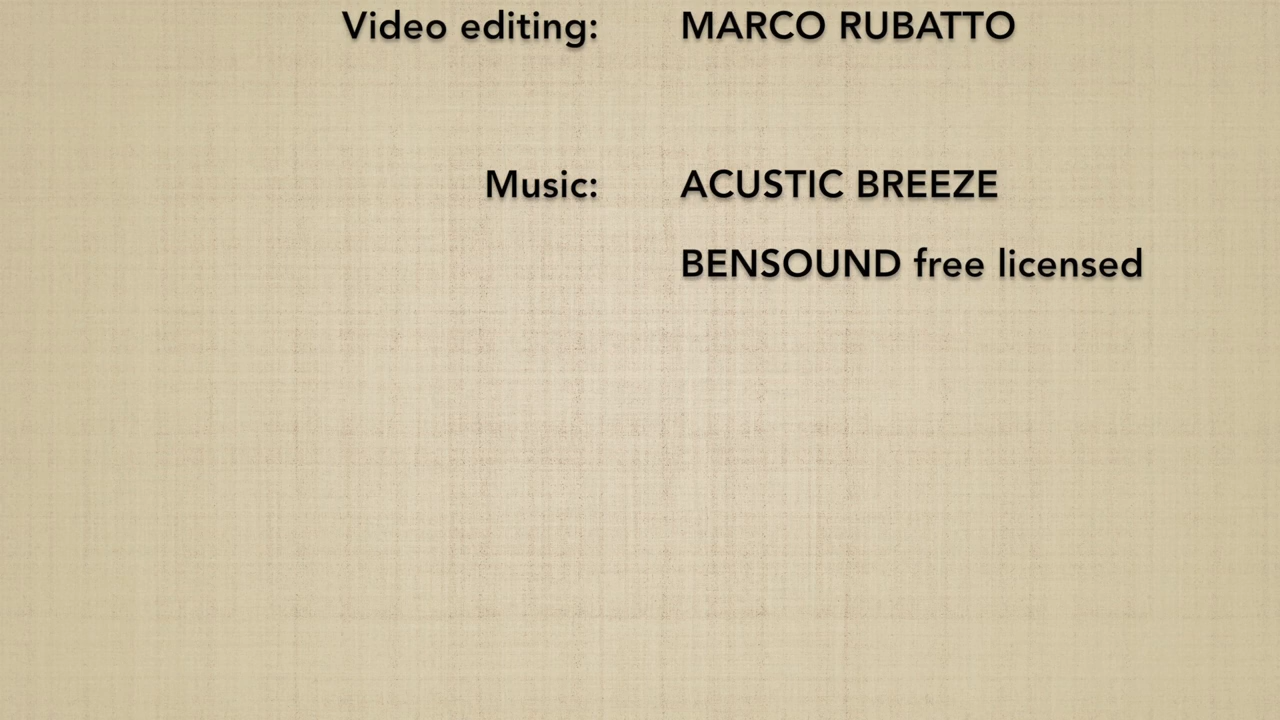 Video editing: MARCO RUBATTO
Music: ACUSTIC BREEZE
BENSOUND free licensed